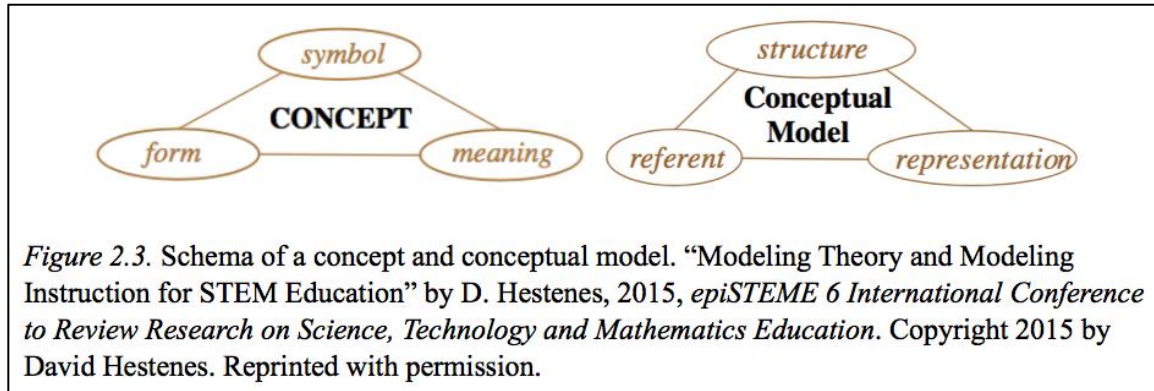 symbol
CONCEPT
form
meaning
structure
Conceptual
Model
referent
representation
Figure 2.3. Schema of a concept and conceptual model. “Modeling Theory and Modeling
Instruction for STEM Education” by D. Hestenes, 2015, epiSTEME 6 International Conference
to Review Research on Science, Technology and Mathematics Education. Copyright 2015 by
David Hestenes. Reprinted with permission.